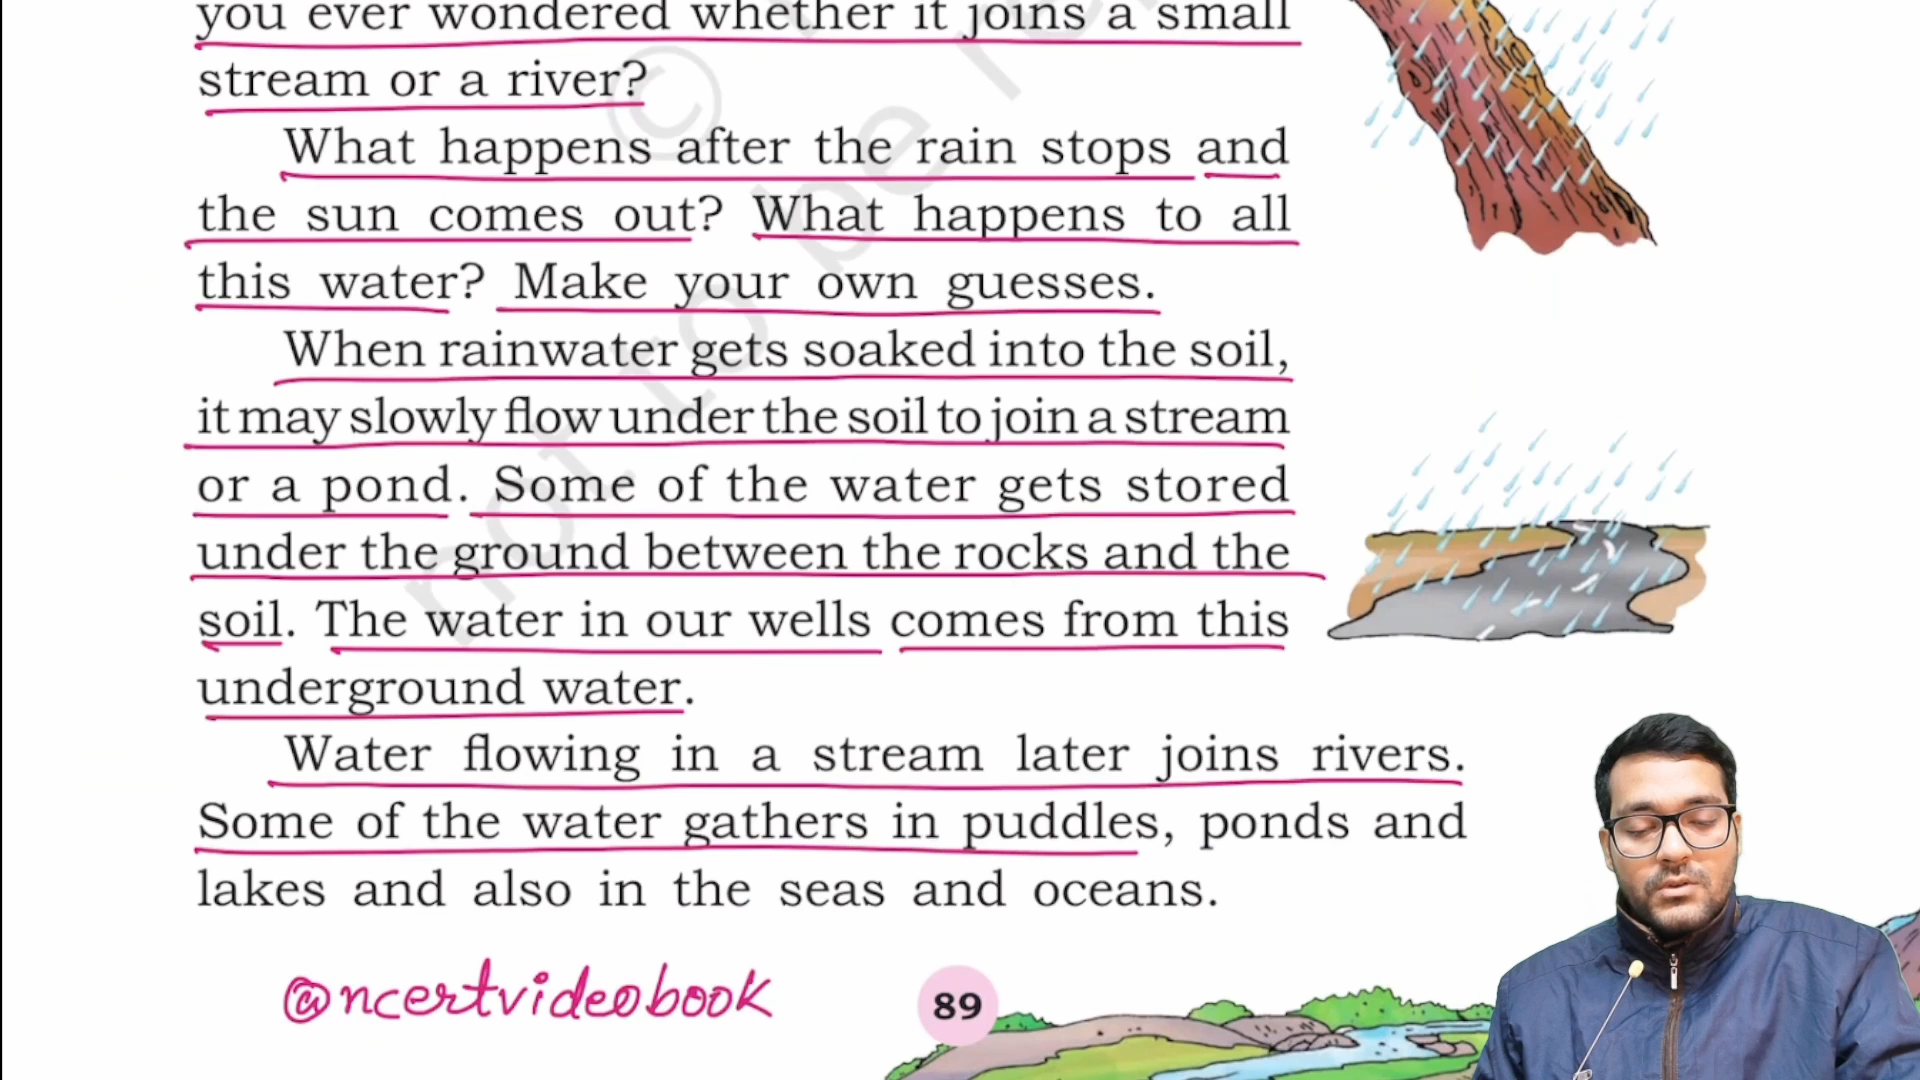 you ever wondered whether it joins a small
stream or a river?
What happens after the rain stops and
the sun comes out? What happens to all
this water? Make your own guesses.
When rainwater gets soaked into the soil,
it may slowly flow under the soil to join a stream
or a pond. Some of the water gets stored
under the ground between the rocks and the
soil. The water in our wells comes from this
underground water.
Water flowing in a stream later joins rivers.
Some of the water gathers in puddles, ponds and
lakes and also in the seas and oceans.
@ncertvideobook
89
©
not to be